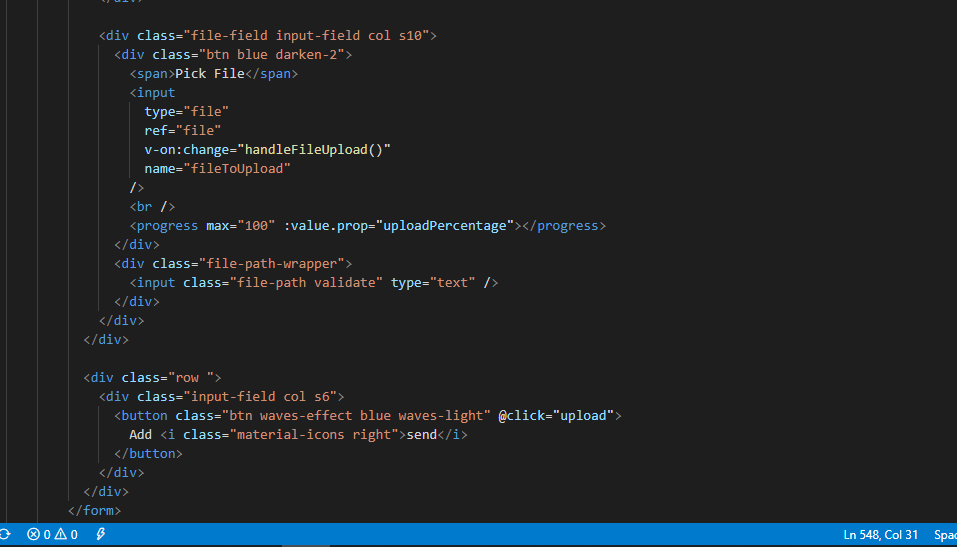 </div>
<div class="file-field input-field col s10">
<div class="btn blue darken-2">
<span>Pick File</span>
<input
type="file"
ref="file"
v-on:change="handleFileUpload()"
name="fileToUpload"
/>
<br />
<progress max="100" :value.prop="uploadPercentage"></progress>
</div>
<div class="file-path-wrapper">
<input class="file-path validate" type="text" />
</div>
</div>
</div>
<div class="row ">
<div class="input-field col s6">
<button class="btn waves-effect blue waves-light" @click="upload">
Add <i class="material-icons right">send</i>
</button>
</div>
</div>
</form>
0 0 Ln 548, Col 31